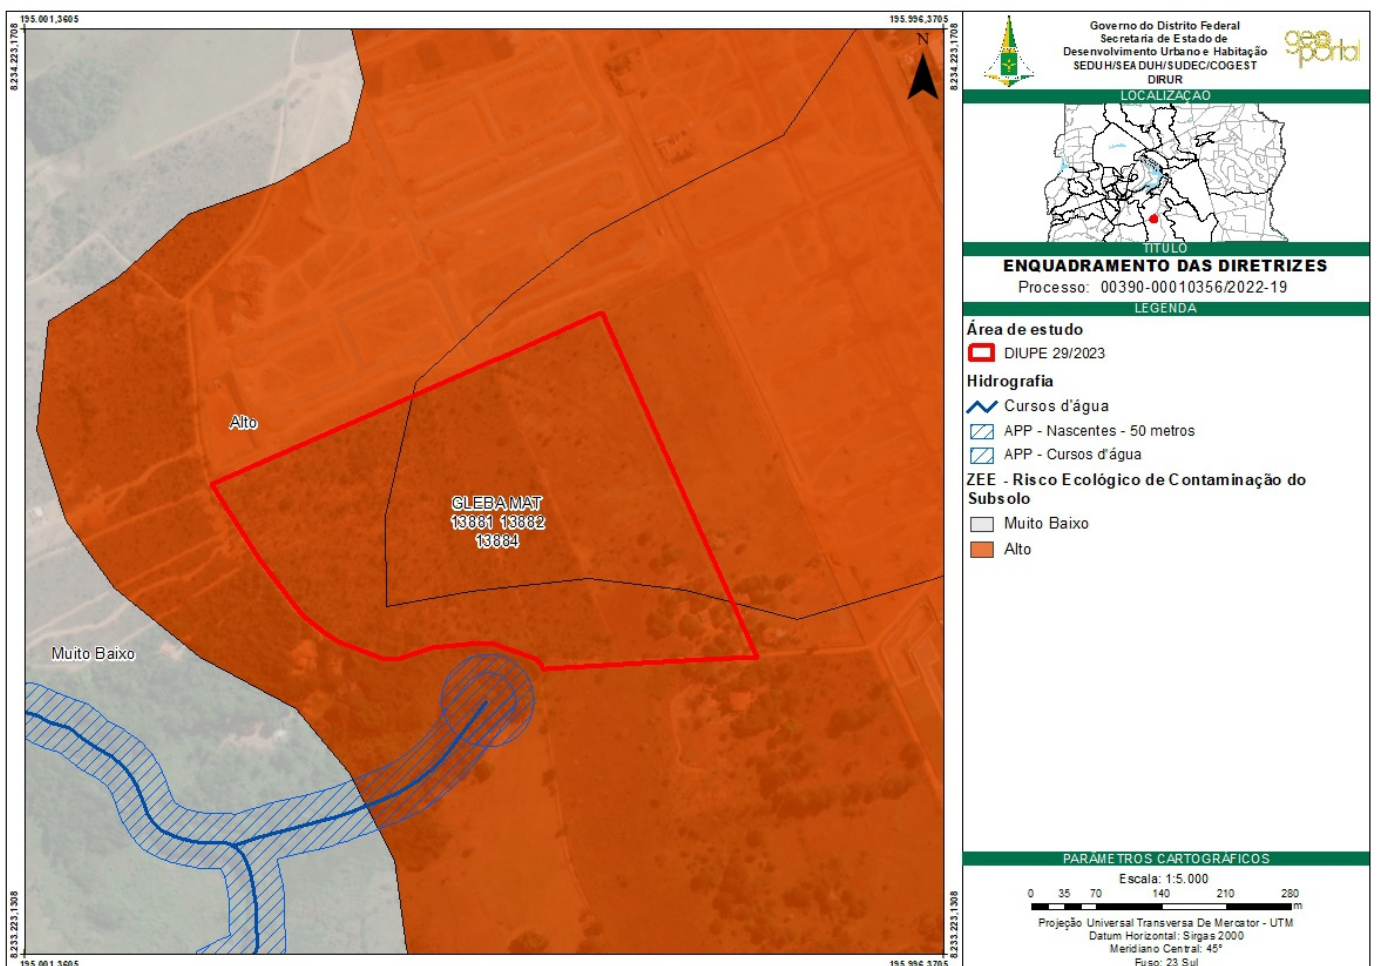 195.001,3605
195.996,3705
8.234.223,1708
8.234.223,1708
N
Alto
GLEBA MAT
13881 13882
13884
Muito Baixo
8.233.223,1308
8.233.223,1308
195.001,3605
195.996,3705
Governo do Distrito Federal
Secretaria de Estado de
Desenvolvimento Urbano e Habitação
SEDUH/SEADUH/SUDEC/COGEST
DIRUR
geo
portal
LOCALIZAÇÃO
TITULO
ENQUADRAMENTO DAS DIRETRIZES
Processo: 00390-00010356/2022-19
LEGENDA
Área de estudo
DIUPE 29/2023
Hidrografia
Cursos d'água
APP - Nascentes - 50 metros
APP - Cursos d'água
ZEE - Risco Ecológico de Contaminação do
Subsolo
Muito Baixo
Alto
PARÂMETROS CARTOGRÁFICOS
Escala: 1:5.000
0 35 70 140 210 280
m
Projeção Universal Transversa De Mercator - UTM
Datum Horizontal: Sirgas 2000
Meridiano Central: 45°
Fuso: 23 Sul